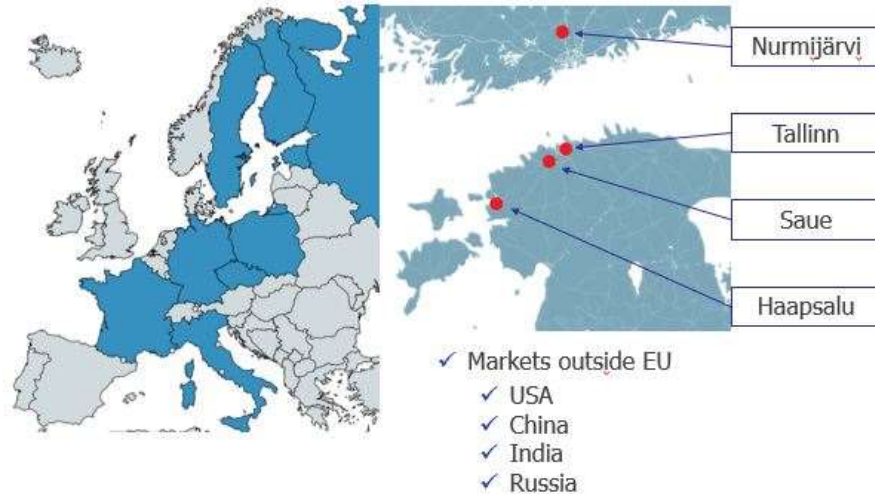 Nurmijärvi
Tallinn
Saue
Haapsalu
✓ Markets outside EU
✓ USA
✓ China
✓ India
✓ Russia